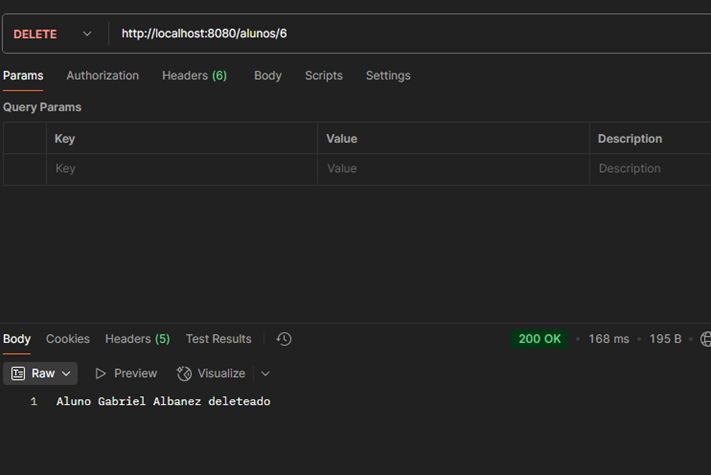 DELETE http://localhost:8080/alunos/6
Params Authorization Headers (6) Body Scripts Settings
Query Params
Key Value Description
Key Value Description
Body Cookies Headers (5) Test Results 200 OK • 168 ms • 195 B •
Raw Preview Visualize
1 Aluno Gabriel Albanez deleteado